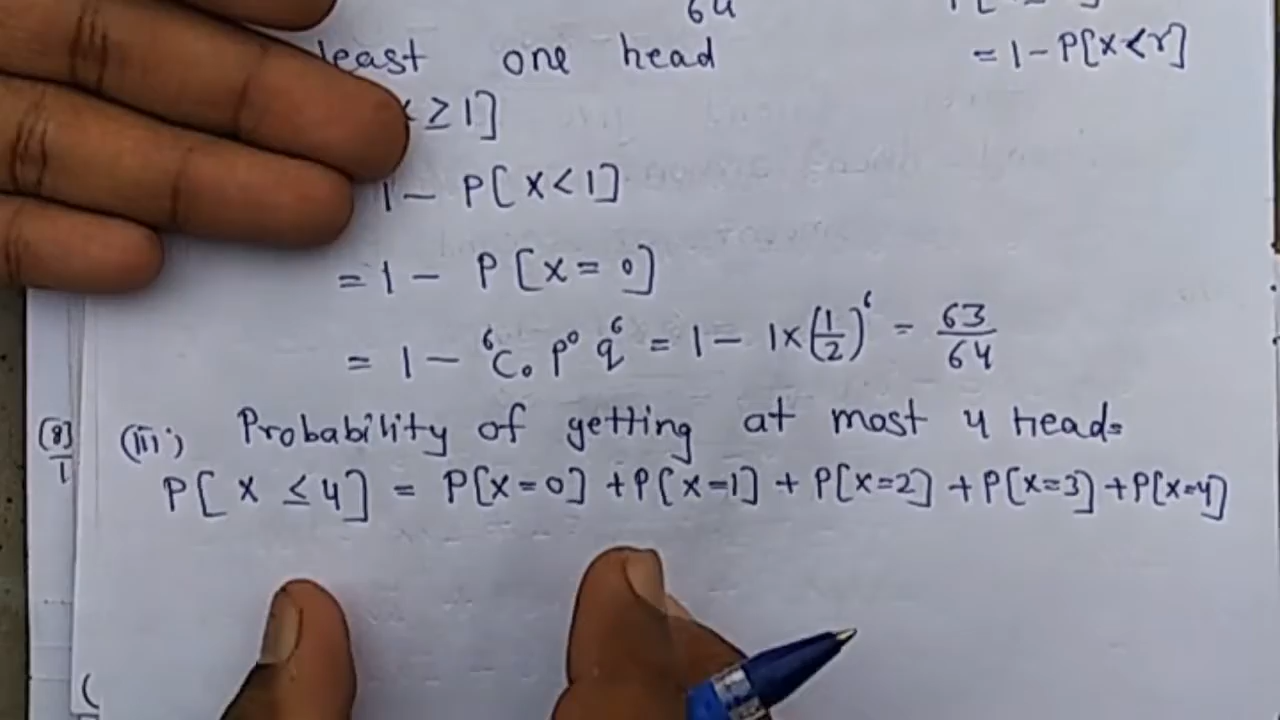 64
least one head
= 1 - P[x < r]
≥ 1]
1 - P[x < 1]
= 1 - P[x = 0]
= 1 - ⁶C₀ p⁰ q⁶ = 1 - 1×(1/2)⁶ = 63/64
(iii) Probability of getting at most 4 heads
P[x ≤ 4] = P[x=0] + P[x=1] + P[x=2] + P[x=3] + P[x=4]